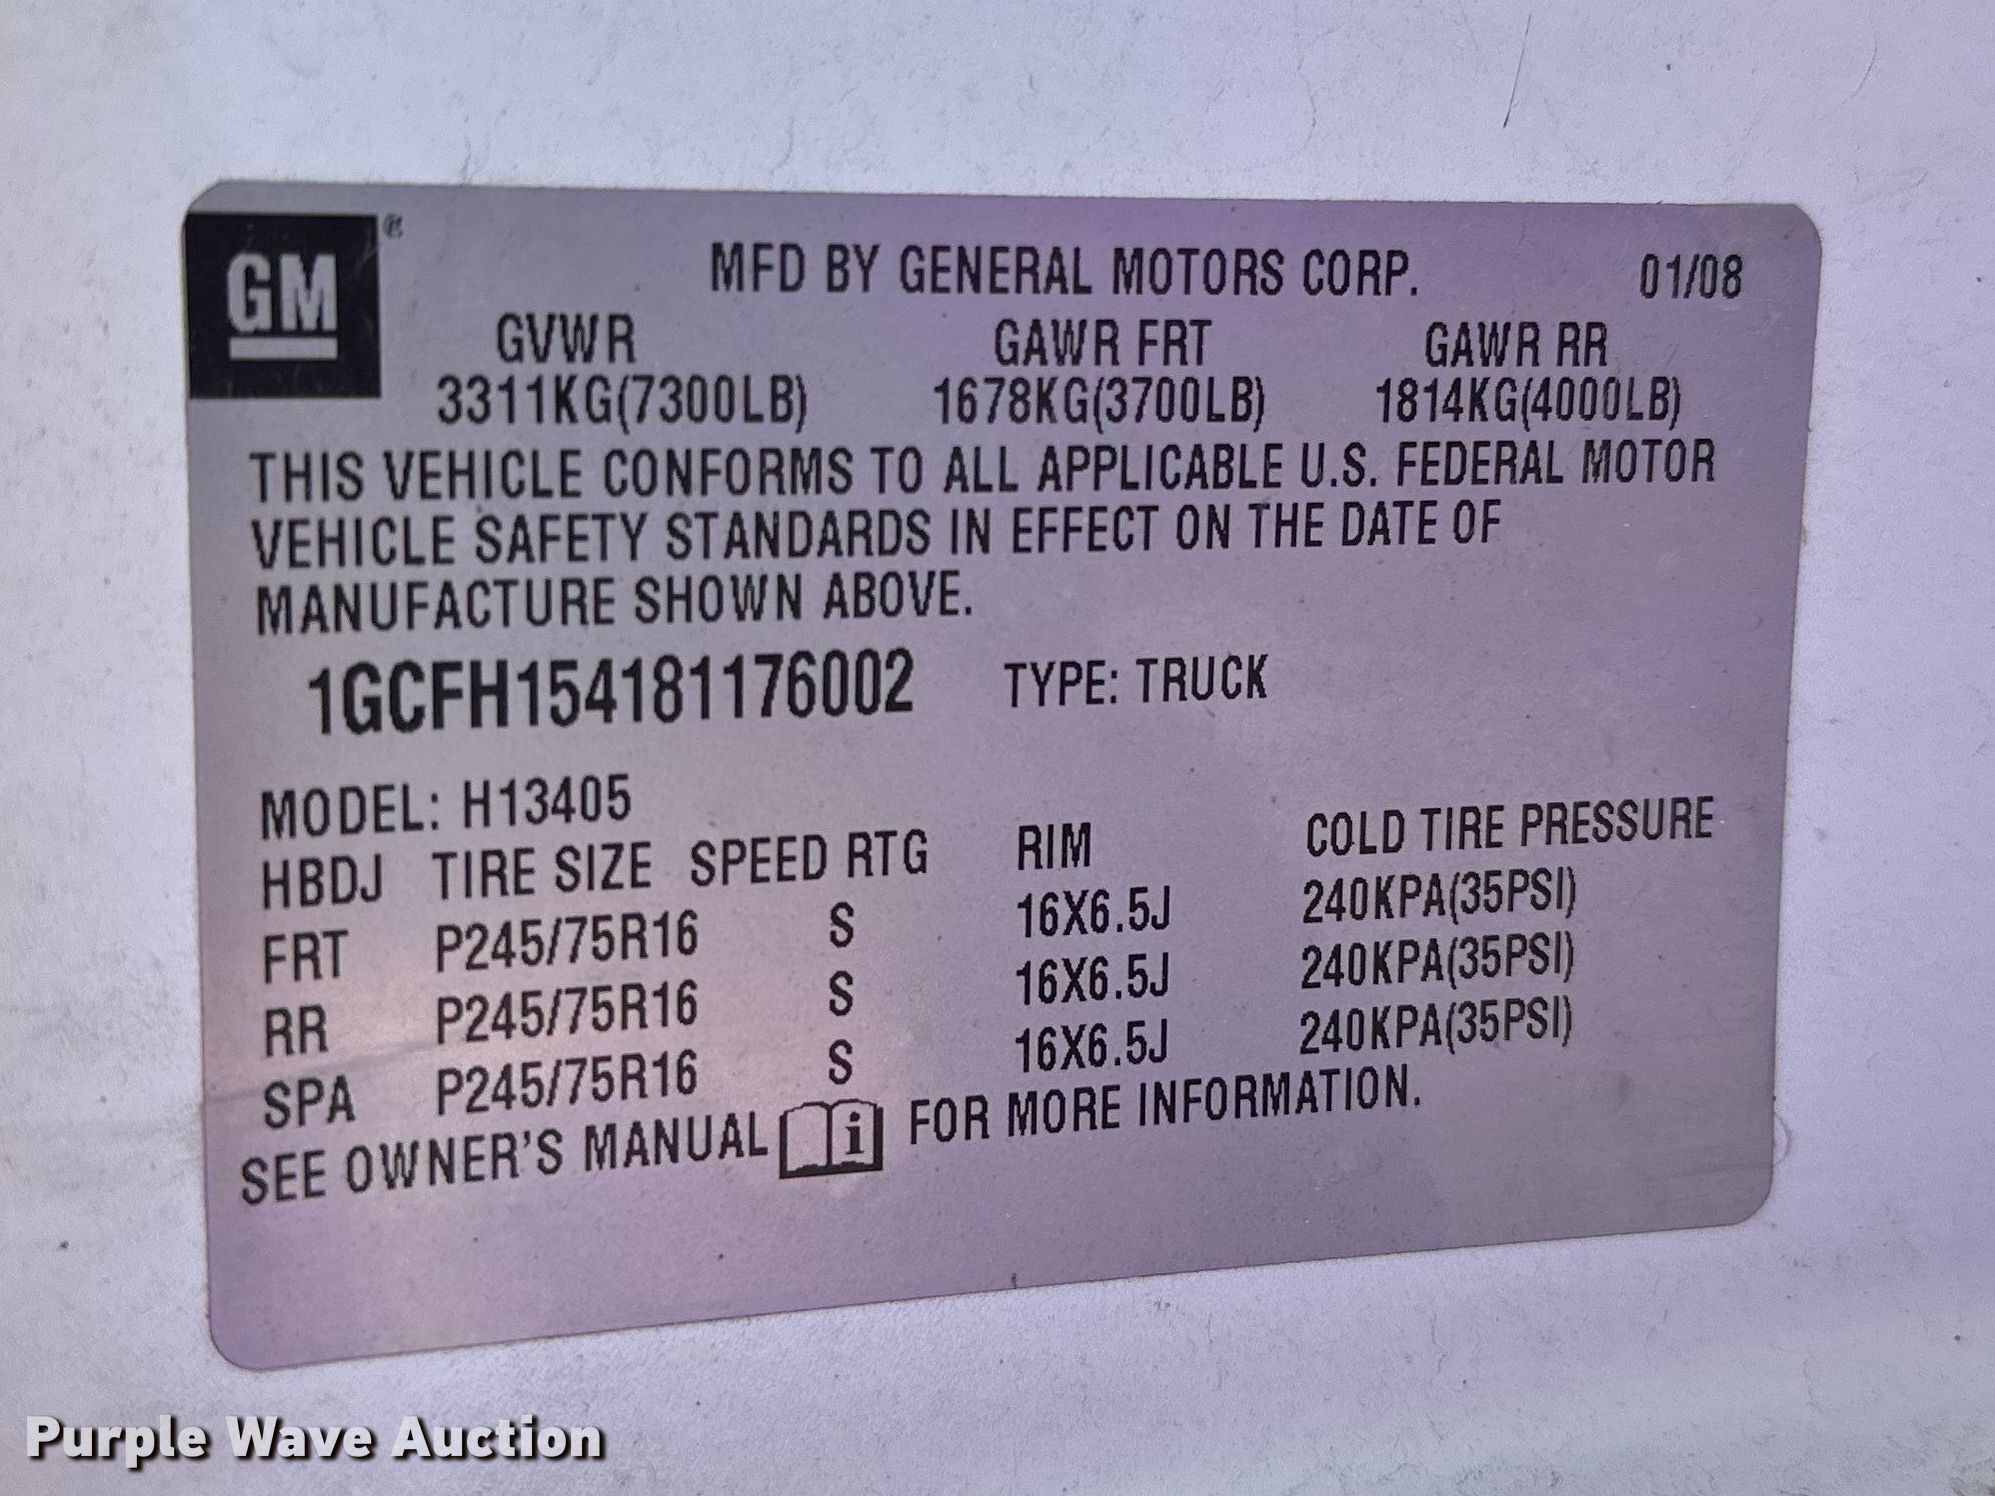 GM®
MFD BY GENERAL MOTORS CORP. 01/08
GVWR GAWR FRT GAWR RR
3311KG(7300LB) 1678KG(3700LB) 1814KG(4000LB)
THIS VEHICLE CONFORMS TO ALL APPLICABLE U.S. FEDERAL MOTOR
VEHICLE SAFETY STANDARDS IN EFFECT ON THE DATE OF
MANUFACTURE SHOWN ABOVE.
1GCFH154181176002 TYPE: TRUCK
MODEL: H13405
HBDJ TIRE SIZE SPEED RTG RIM COLD TIRE PRESSURE
FRT P245/75R16 S 16X6.5J 240KPA(35PSI)
RR P245/75R16 S 16X6.5J 240KPA(35PSI)
SPA P245/75R16 S 16X6.5J 240KPA(35PSI)
SEE OWNER'S MANUAL i FOR MORE INFORMATION.
Purple Wave Auction